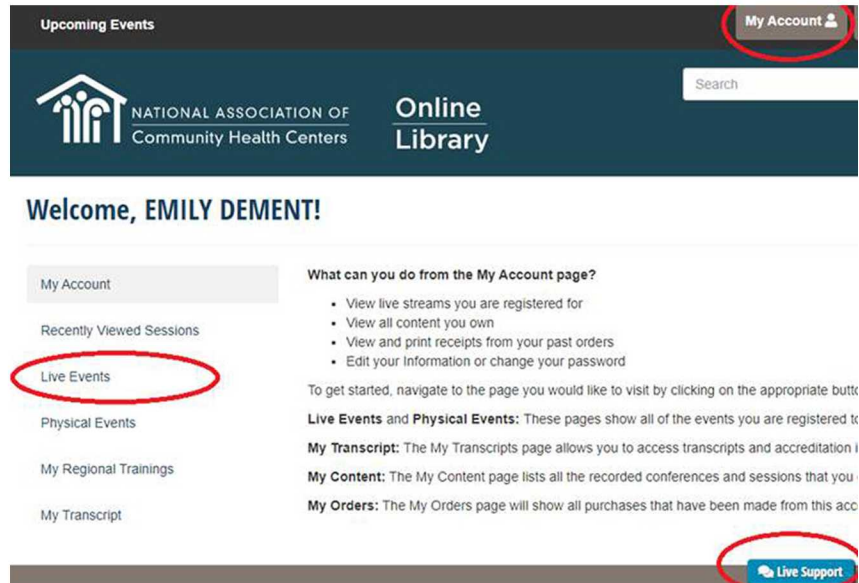 Upcoming Events
My Account
Search
NATIONAL ASSOCIATION OF
Community Health Centers
Online
Library
Welcome, EMILY DEMENT!
My Account
Recently Viewed Sessions
Live Events
Physical Events
My Regional Trainings
My Transcript
What can you do from the My Account page?
• View live streams you are registered for
• View all content you own
• View and print receipts from your past orders
• Edit your Information or change your password
To get started, navigate to the page you would like to visit by clicking on the appropriate
Live Events and Physical Events: These pages show all of the events you are registered
My Transcript: The My Transcripts page allows you to access transcripts and accreditation
My Content: The My Content page lists all the recorded conferences and sessions that you
My Orders: The My Orders page will show all purchases that have been made from this
Live Support